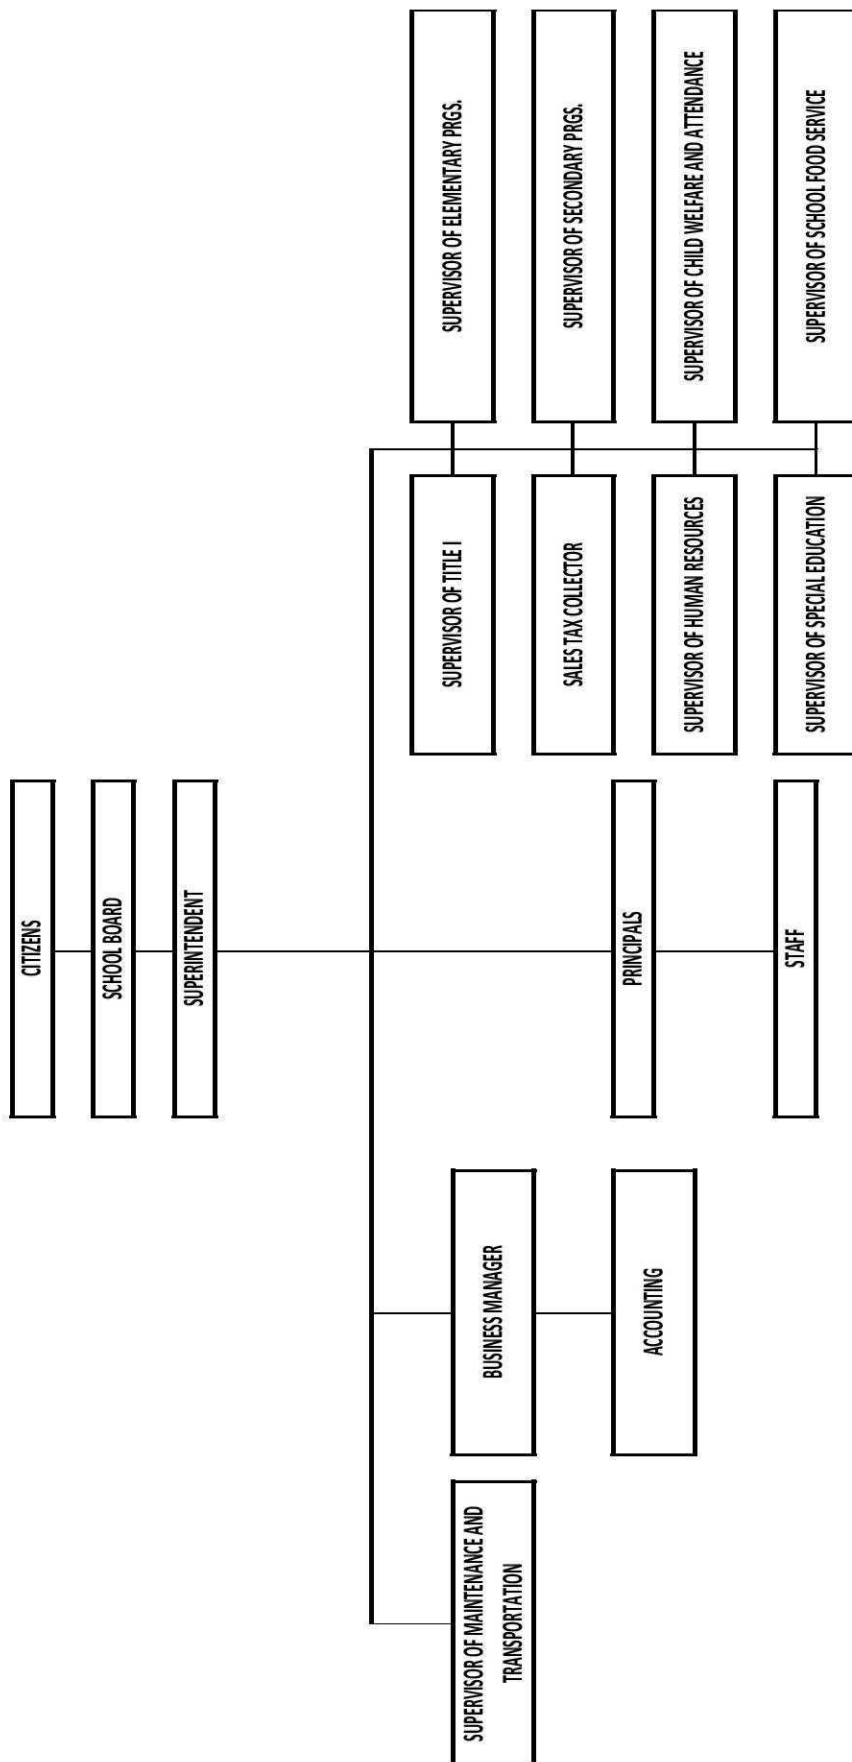 CITIZENS
SCHOOL BOARD
SUPERINTENDENT
SUPERVISOR OF MAINTENANCE AND
TRANSPORTATION
BUSINESS MANAGER
ACCOUNTING
PRINCIPALS
STAFF
SUPERVISOR OF TITLE I
SUPERVISOR OF ELEMENTARY PRGS.
SALES TAX COLLECTOR
SUPERVISOR OF SECONDARY PRGS.
SUPERVISOR OF HUMAN RESOURCES
SUPERVISOR OF CHILD WELFARE AND ATTENDANCE
SUPERVISOR OF SPECIAL EDUCATION
SUPERVISOR OF SCHOOL FOOD SERVICE